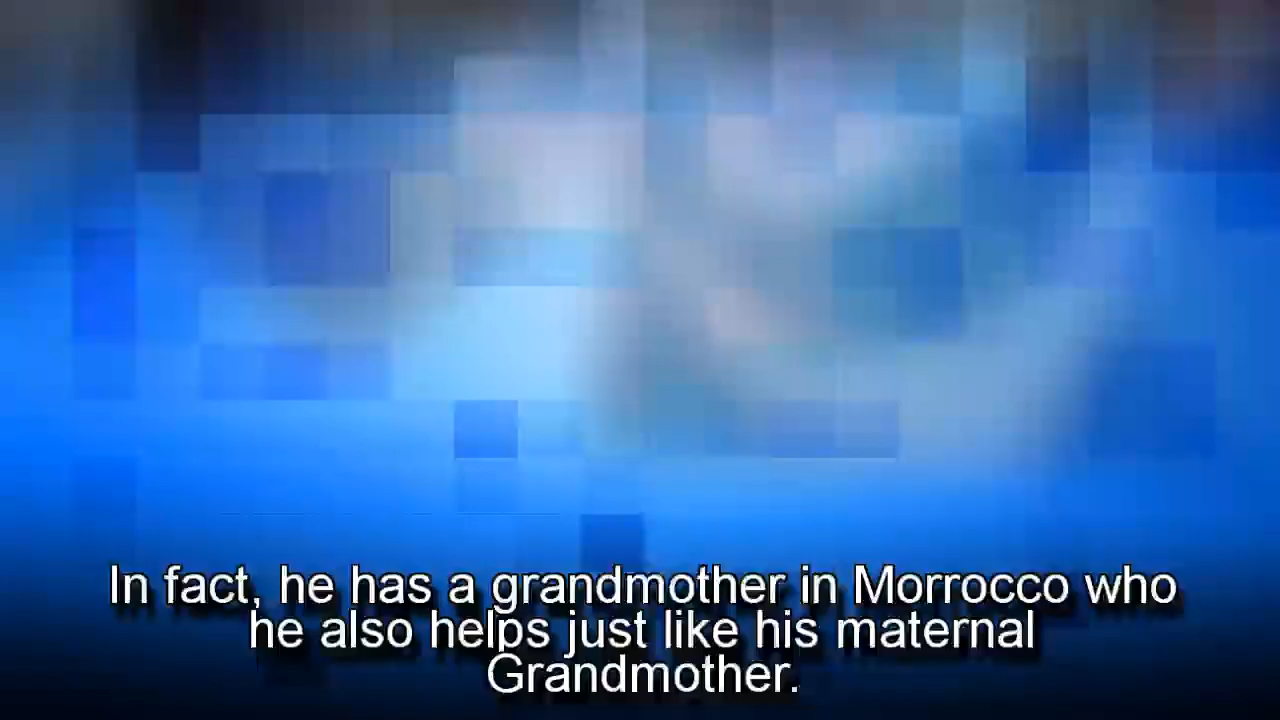 In fact, he has a grandmother in Morrocco who
he also helps just like his maternal
Grandmother.